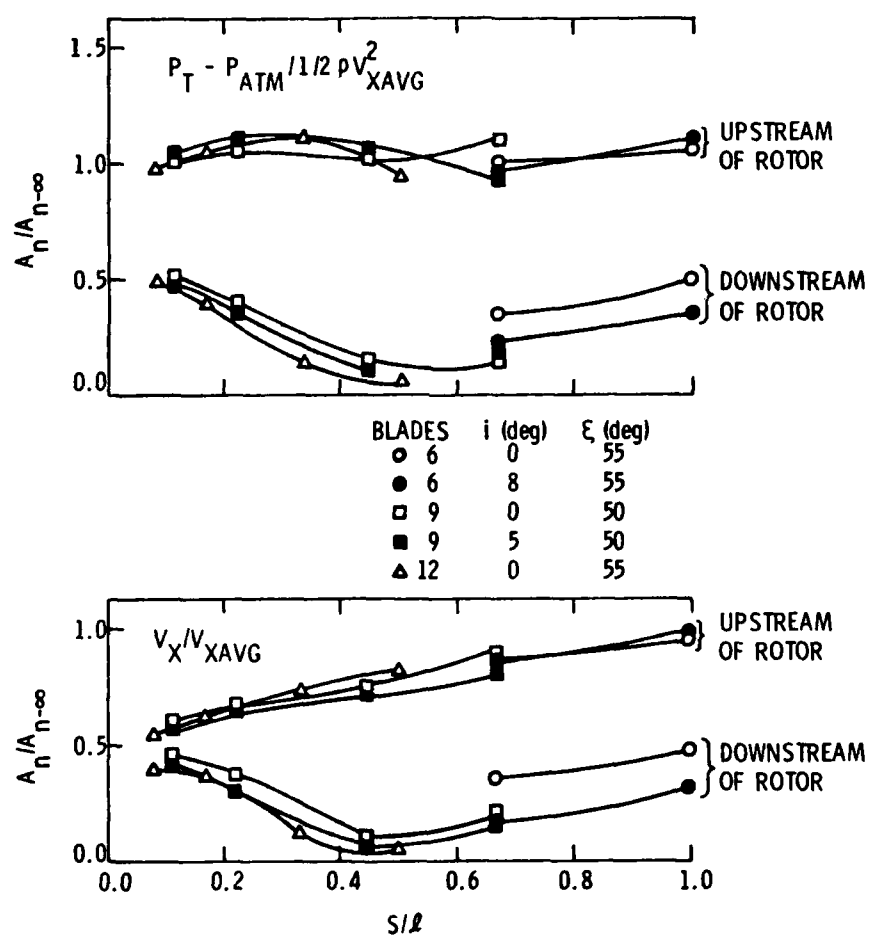 1.5
P_T - P_ATM/1/2 ρV²_XAVG
1.0
UPSTREAM
OF ROTOR
A_n/A_n-∞
0.5
DOWNSTREAM
OF ROTOR
0.0
BLADES i (deg) ξ (deg)
○ 6 0 55
● 6 8 55
□ 9 0 50
■ 9 5 50
△ 12 0 55
1.0
UPSTREAM
OF ROTOR
V_X/V_XAVG
A_n/A_n-∞
0.5
DOWNSTREAM
OF ROTOR
0.0
0.0 0.2 0.4 0.6 0.8 1.0
S/ℓ